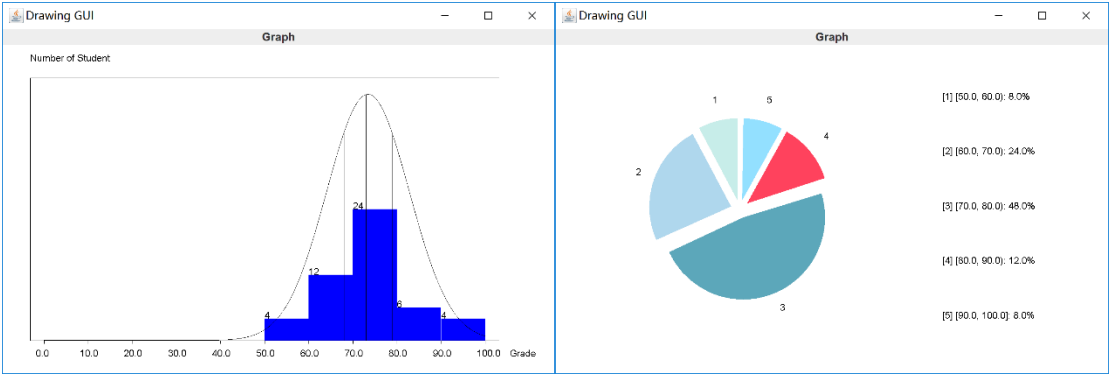 Drawing GUI
Graph
Number of Student
24
12
4
6
4
0.0 10.0 20.0 30.0 40.0 50.0 60.0 70.0 80.0 90.0 100.0 Grade
Drawing GUI
Graph
1
5
4
2
3
[1] [50.0, 60.0): 8.0%
[2] [60.0, 70.0): 24.0%
[3] [70.0, 80.0): 48.0%
[4] [80.0, 90.0): 12.0%
[5] [90.0, 100.0]: 8.0%